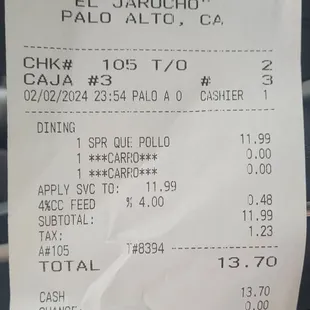 EL JAROCHO"
PALO ALTO, CA
CHK# 105 T/O 2
CAJA #3 # 3
02/02/2024 23:54 PALO A 0 CASHIER 1
DINING
1 SPR QUE POLLO 11.99
1 ***CARRO*** 0.00
1 ***CARRO*** 0.00
APPLY SVC TO: 11.99
4%CC FEED % 4.00 0.48
SUBTOTAL: 11.99
TAX: 1.23
A#105 T#8394
TOTAL 13.70
CASH 13.70
CHANGE: 0.00